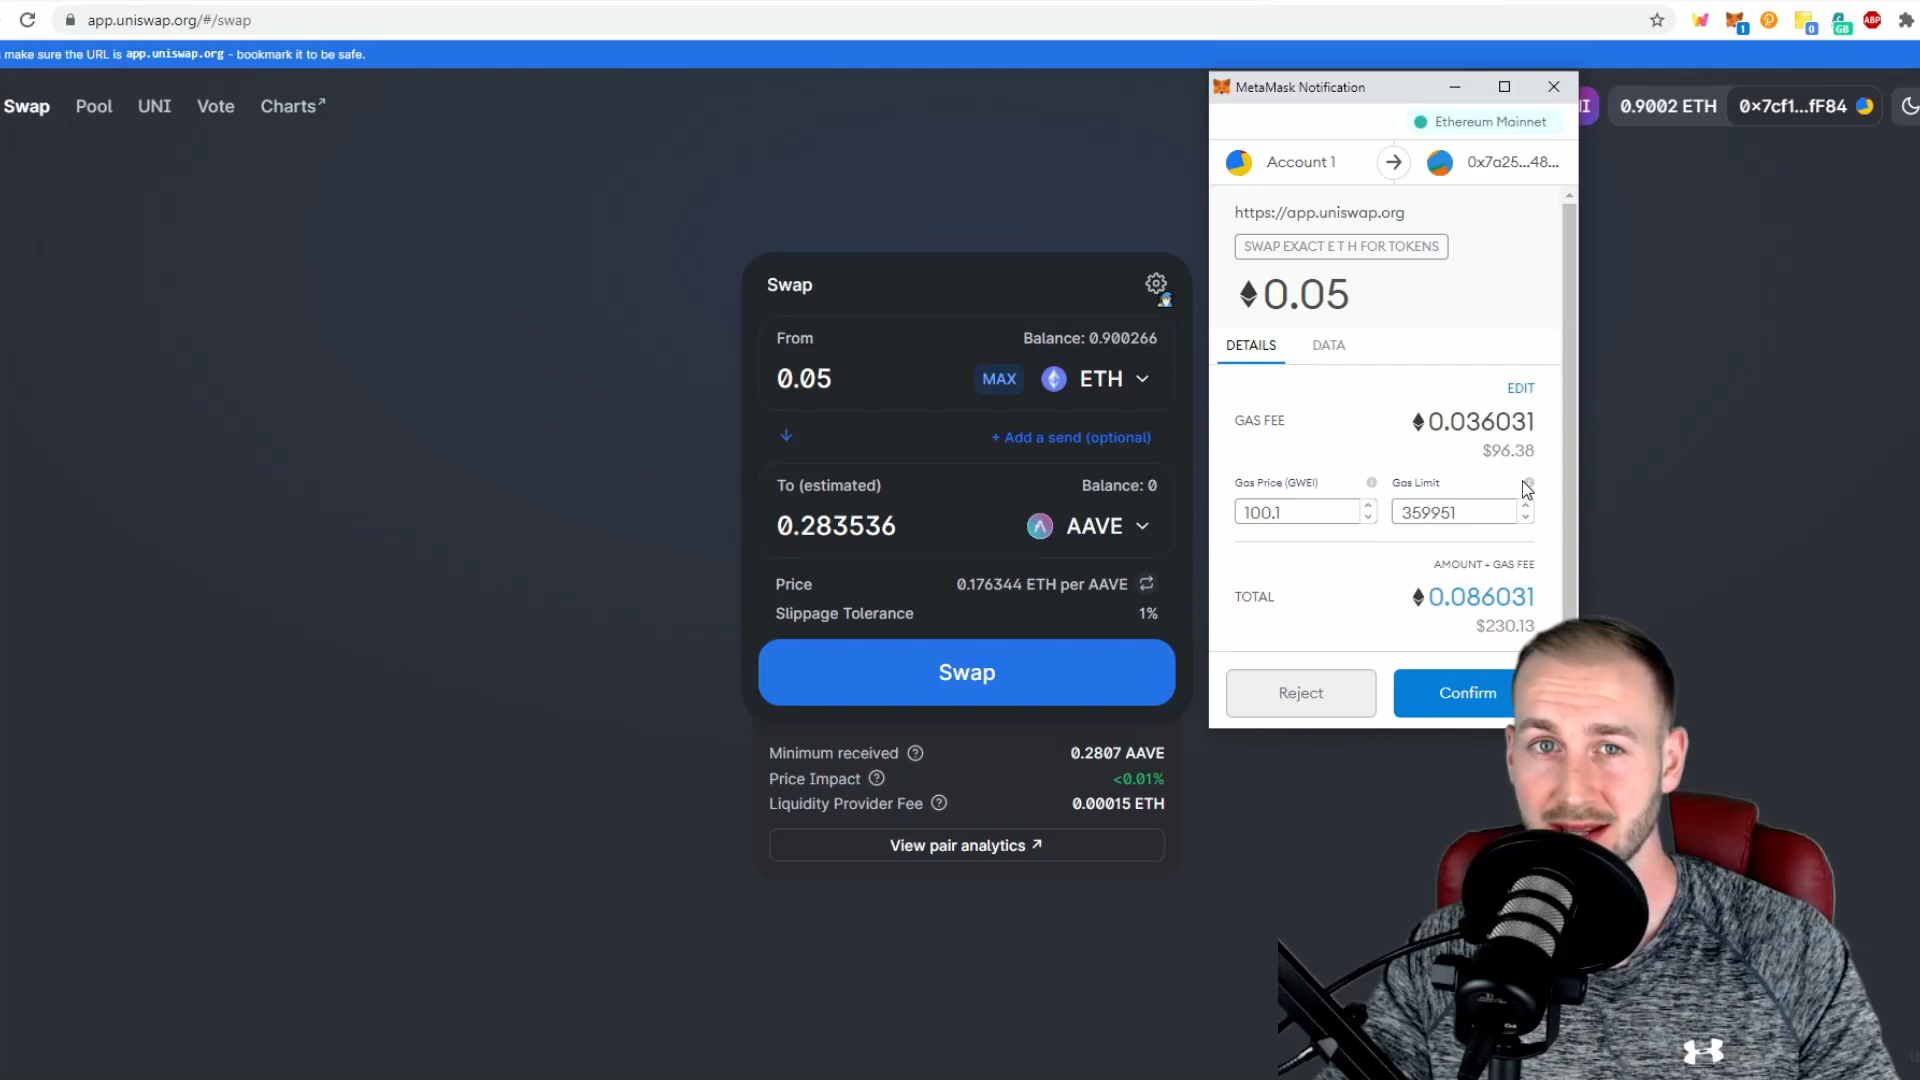 app.uniswap.org/#/swap
1
0
GB
ABP
make sure the URL is app.uniswap.org - bookmark it to be safe.
Swap
Pool
UNI
Vote
Charts↗
0.9002 ETH
0x7cf1...fF84
MetaMask Notification
Ethereum Mainnet
Account 1
0x7a25...48...
https://app.uniswap.org
SWAP EXACT E T H FOR TOKENS
0.05
DETAILS
DATA
EDIT
GAS FEE
0.036031
$96.38
Gas Price (GWEI)
Gas Limit
100.1
359951
AMOUNT + GAS FEE
TOTAL
0.086031
$230.13
Reject
Confirm
Swap
From
Balance: 0.900266
0.05
MAX
ETH
+ Add a send (optional)
To (estimated)
Balance: 0
0.283536
AAVE
Price
0.176344 ETH per AAVE
Slippage Tolerance
1%
Swap
Minimum received
0.2807 AAVE
Price Impact
<0.01%
Liquidity Provider Fee
0.00015 ETH
View pair analytics ↗